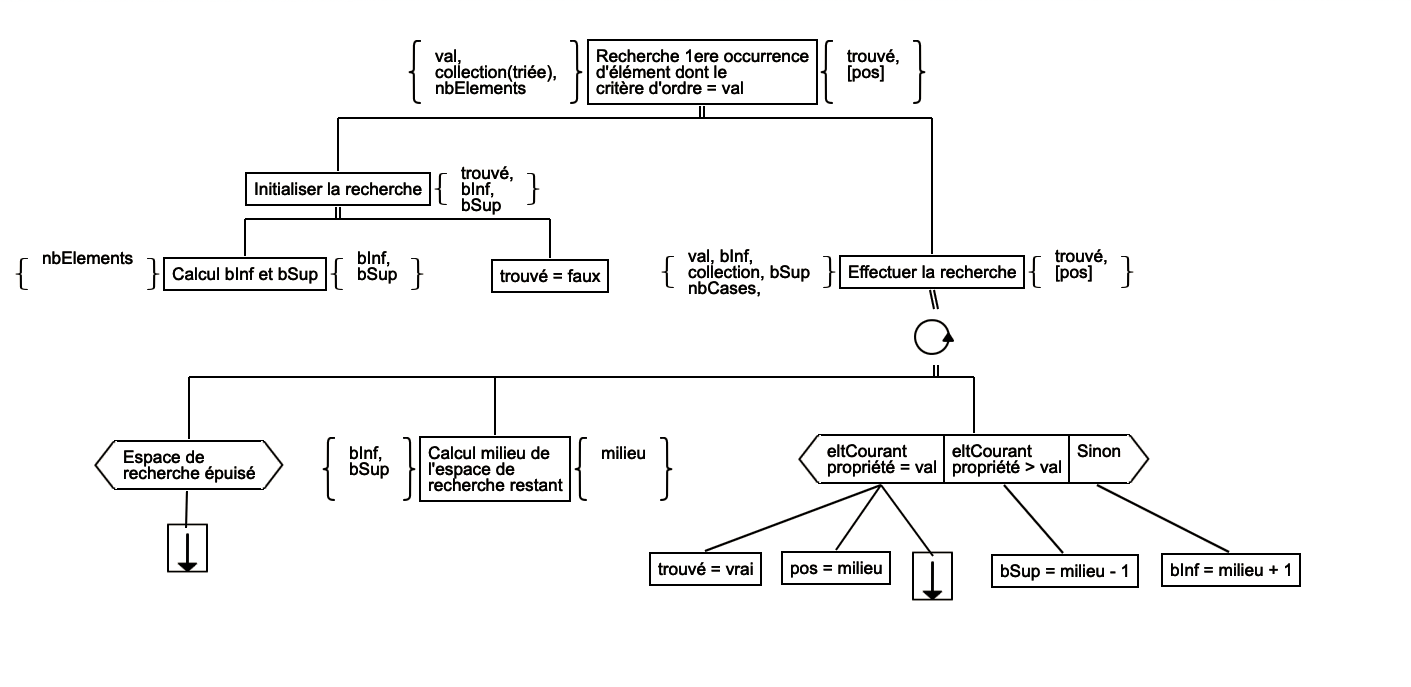 val,
collection(triée),
nbElements
Recherche 1ere occurrence
d'élément dont le
critère d'ordre = val
trouvé,
[pos]
Initialiser la recherche
trouvé,
bInf,
bSup
nbElements
Calcul bInf et bSup
bInf,
bSup
trouvé = faux
val, bInf,
collection, bSup
nbCases,
Effectuer la recherche
trouvé,
[pos]
Espace de
recherche épuisé
bInf,
bSup
Calcul milieu de
l'espace de
recherche restant
milieu
eltCourant
propriété = val
eltCourant
propriété > val
Sinon
trouvé = vrai
pos = milieu
bSup = milieu - 1
bInf = milieu + 1